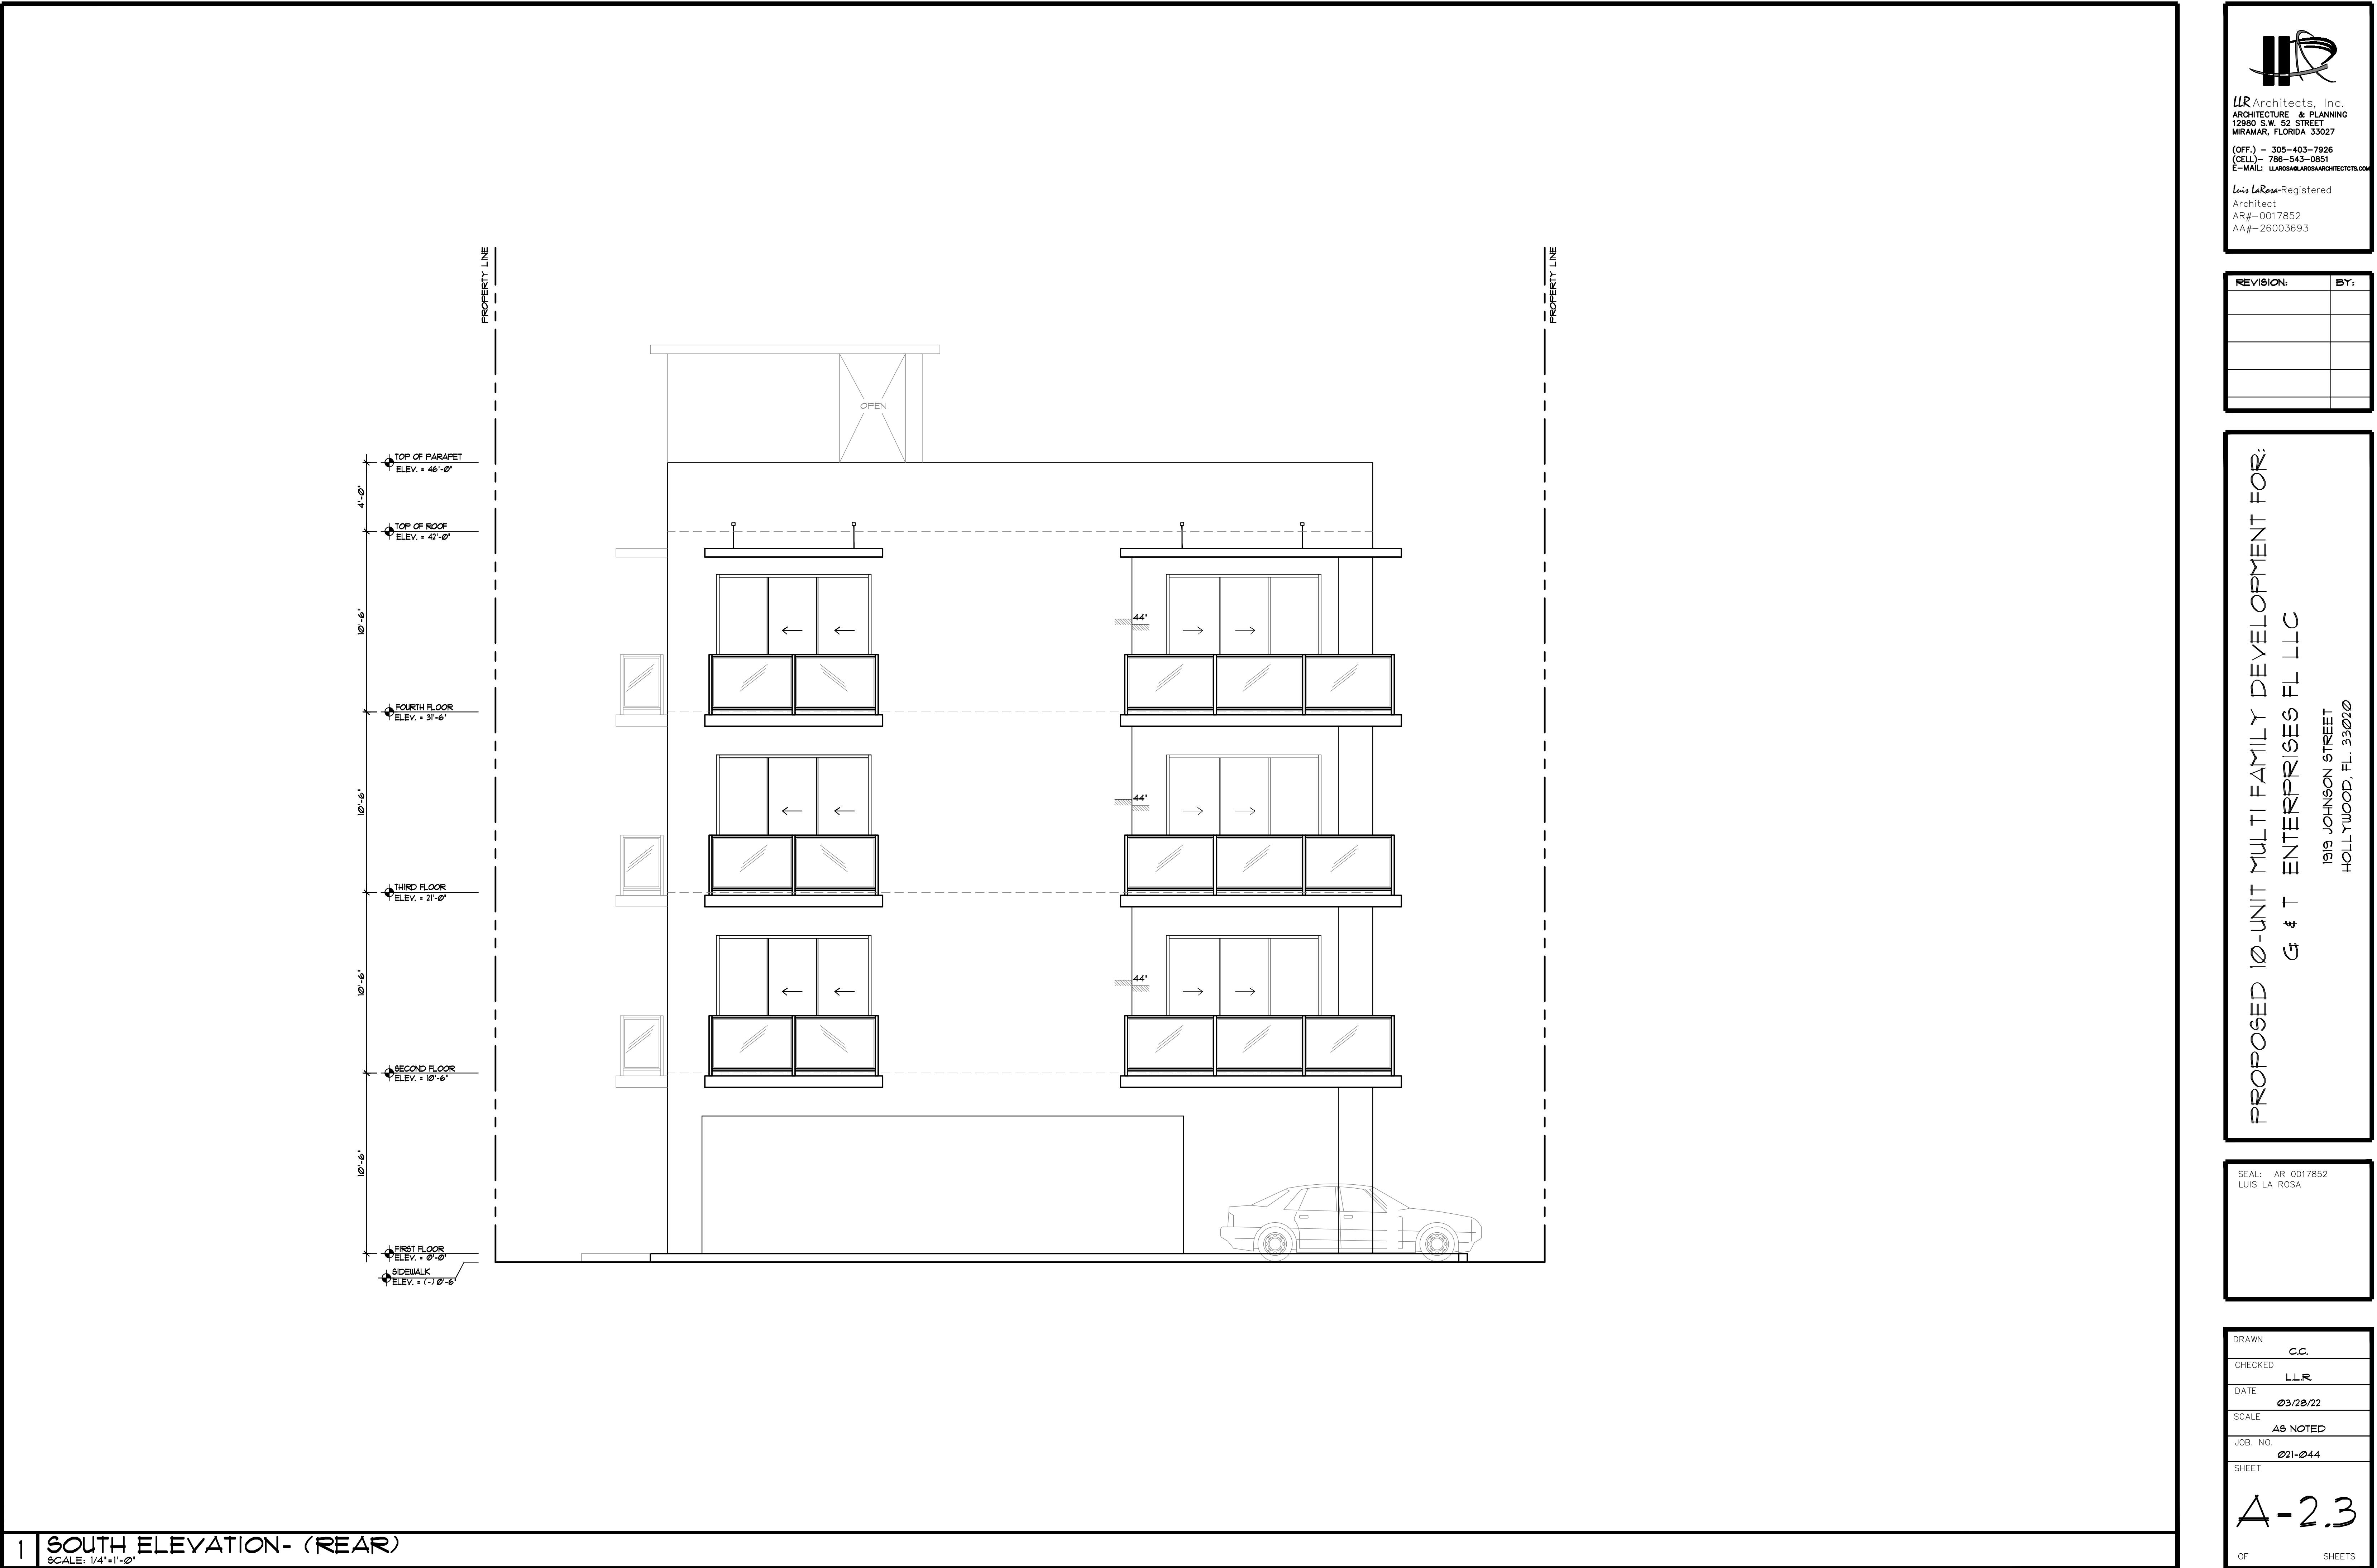 PROPERTY LINE
PROPERTY LINE
OPEN
TOP OF PARAPET
ELEV. = 46'-0"
4'-0"
TOP OF ROOF
ELEV. = 42'-0"
10'-6"
44"
FOURTH FLOOR
ELEV. = 31'-6"
10'-6"
44"
THIRD FLOOR
ELEV. = 21'-0"
10'-6"
44"
SECOND FLOOR
ELEV. = 10'-6"
10'-6"
FIRST FLOOR
ELEV. = 0'-0"
SIDEWALK
ELEV. = (-) 0'-6"
1
SOUTH ELEVATION- (REAR)
SCALE: 1/4"=1'-0"
LLR Architects, Inc.
ARCHITECTURE & PLANNING
12980 S.W. 52 STREET
MIRAMAR, FLORIDA 33027
(OFF.) - 305-403-7926
(CELL)- 786-543-0851
E-MAIL: LLAROSA@LAROSAARCHITECTCTS.COM
Luis LaRosa-Registered
Architect
AR#-0017852
AA#-26003693
REVISION: BY:
PROPOSED 10-UNIT MULTI FAMILY DEVELOPMENT FOR:
G & T ENTERPRISES FL LLC
1919 JOHNSON STREET
HOLLYWOOD, FL. 33020
SEAL: AR 0017852
LUIS LA ROSA
DRAWN
C.C.
CHECKED
L.L.R.
DATE
03/28/22
SCALE
AS NOTED
JOB. NO.
021-044
SHEET
A-2.3
OF SHEETS